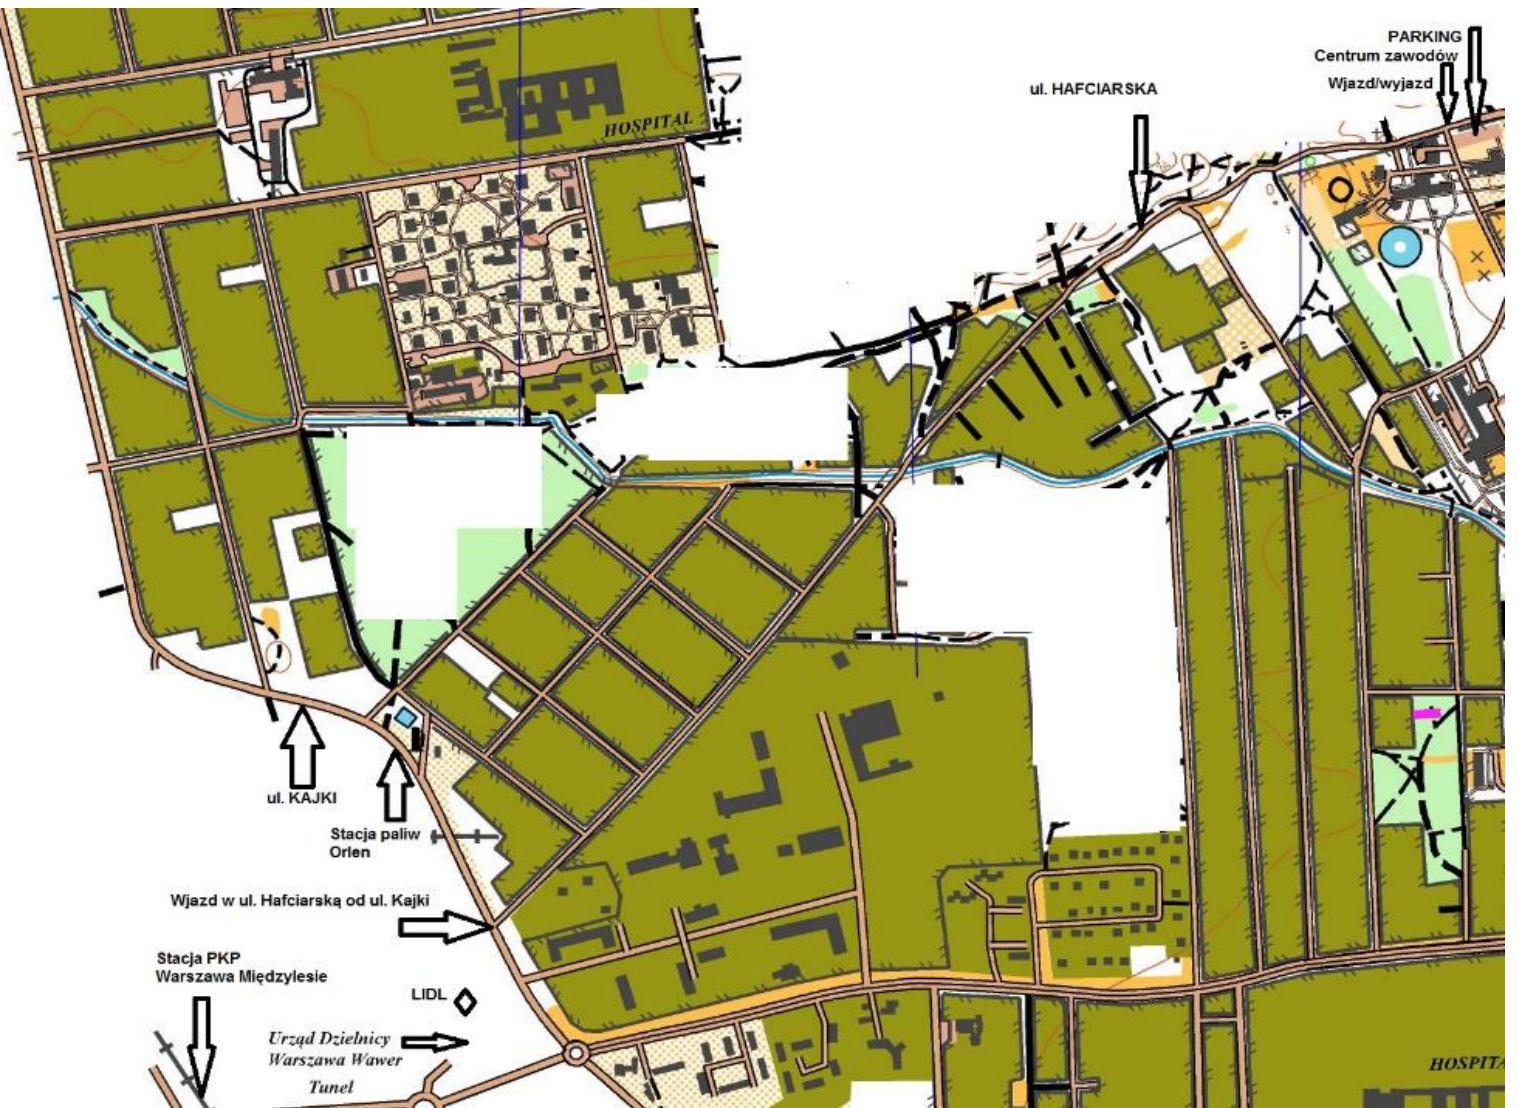 PARKING
Centrum zawodów
Wjazd/wyjazd
ul. HAFCIARSKA
HOSPITAL
ul. KAJKI
Stacja paliw
Orlen
Wjazd w ul. Hafciarską od ul. Kajki
Stacja PKP
Warszawa Międzylesie
LIDL
Urząd Dzielnicy
Warszawa Wawer
Tunel
HOSPITA